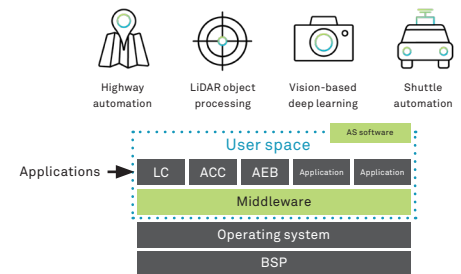 Highway
automation
LiDAR object
processing
Vision-based
deep learning
Shuttle
automation
AS software
User space
Applications
LC ACC AEB Application Application
Middleware
Operating system
BSP